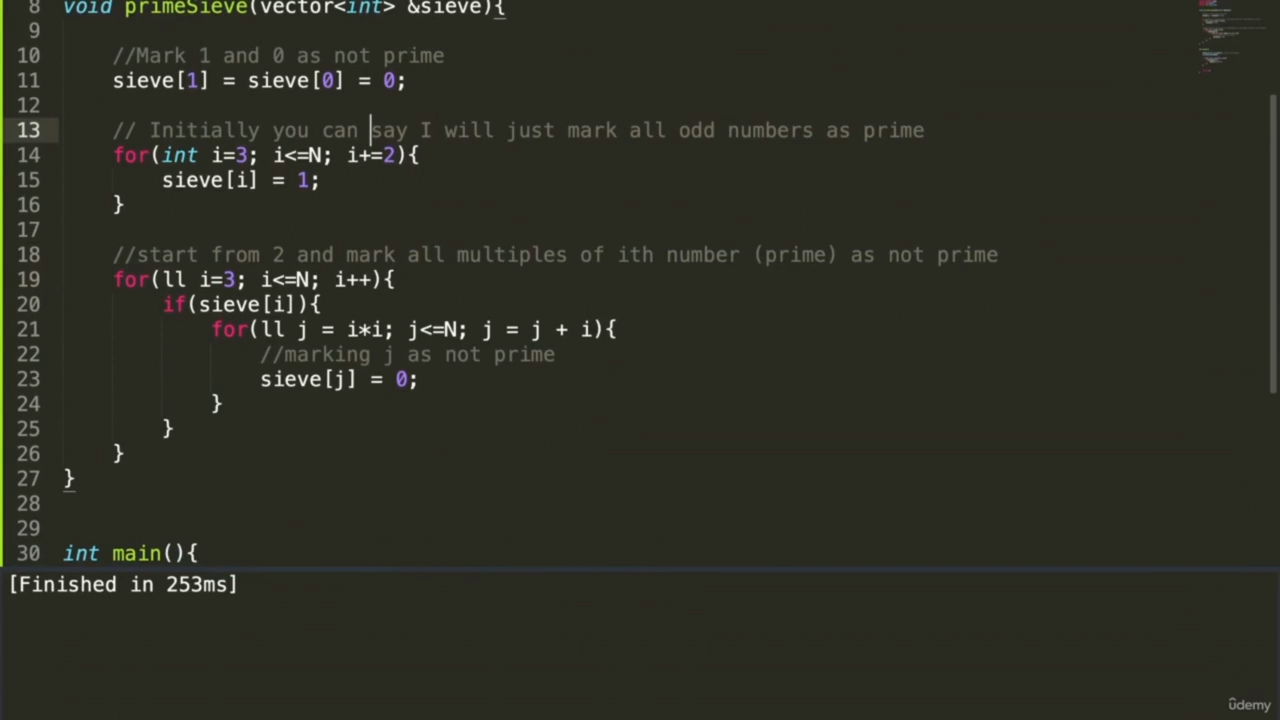 8 void primeSieve(vector<int> &sieve){
9
10 //Mark 1 and 0 as not prime
11 sieve[1] = sieve[0] = 0;
12
13 // Initially you can say I will just mark all odd numbers as prime
14 for(int i=3; i<=N; i+=2){
15 sieve[i] = 1;
16 }
17
18 //start from 2 and mark all multiples of ith number (prime) as not prime
19 for(ll i=3; i<=N; i++){
20 if(sieve[i]){
21 for(ll j = i*i; j<=N; j = j + i){
22 //marking j as not prime
23 sieve[j] = 0;
24 }
25 }
26 }
27 }
28
29
30 int main(){
[Finished in 253ms]
ûdemy